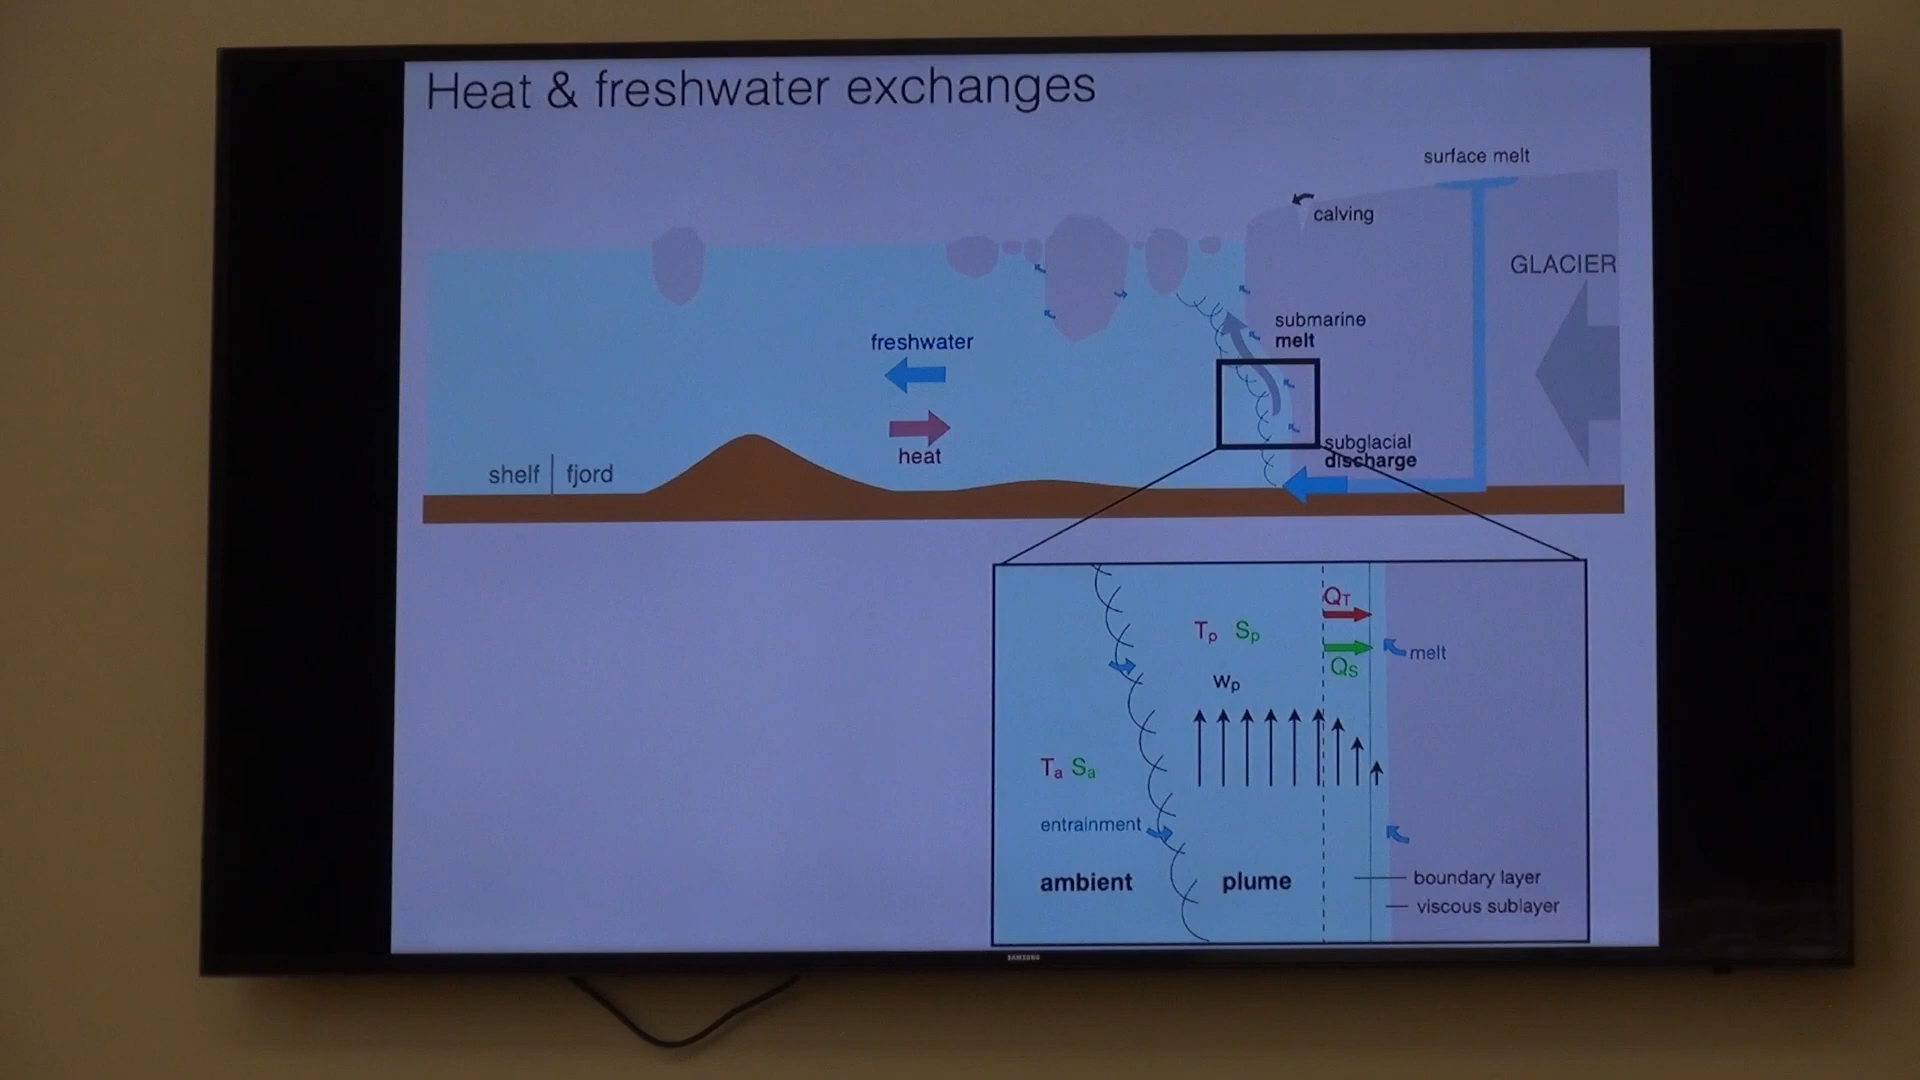 Heat & freshwater exchanges
surface melt
calving
GLACIER
submarine
melt
freshwater
heat
subglacial
discharge
shelf
fjord
QT
Tp Sp
QS
melt
wp
Ta Sa
entrainment
ambient
plume
boundary layer
viscous sublayer
SAMSUNG